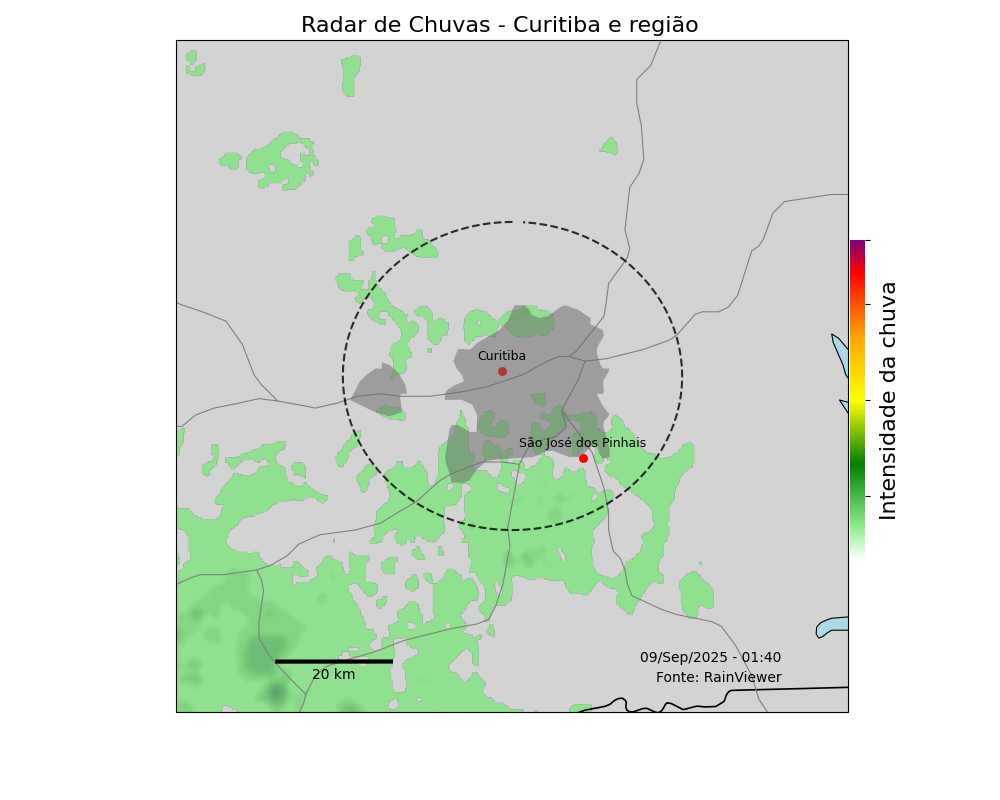 Radar de Chuvas - Curitiba e região
Curitiba
São José dos Pinhais
Intensidade da chuva
09/Sep/2025 - 01:40
Fonte: RainViewer
20 km